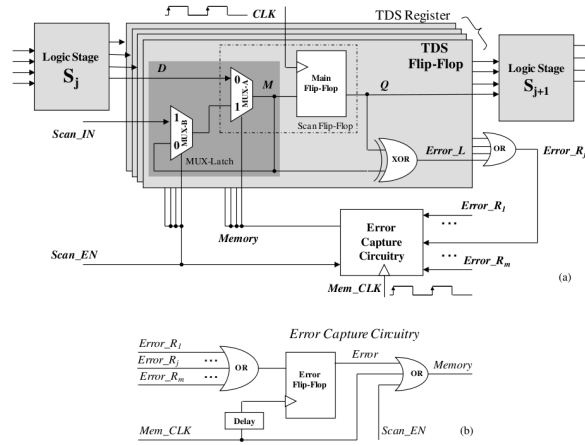 CLK
TDS Register
Logic Stage
S_j
TDS
Flip-Flop
Logic Stage
S_{j+1}
D
0
1
MUX-A
M
Main
Flip-Flop
Q
Scan_IN
1
0
MUX-B
MUX-Latch
Scan Flip-Flop
XOR
Error_L
OR
Error_R_j
Memory
Scan_EN
Error
Capture
Circuitry
Error_R_1
...
...
Error_R_m
Mem_CLK
(a)
Error Capture Circuitry
Error_R_1
Error_R_j
...
Error_R_m
...
OR
Error
Flip-Flop
Error
OR
Memory
Mem_CLK
Delay
Scan_EN
(b)